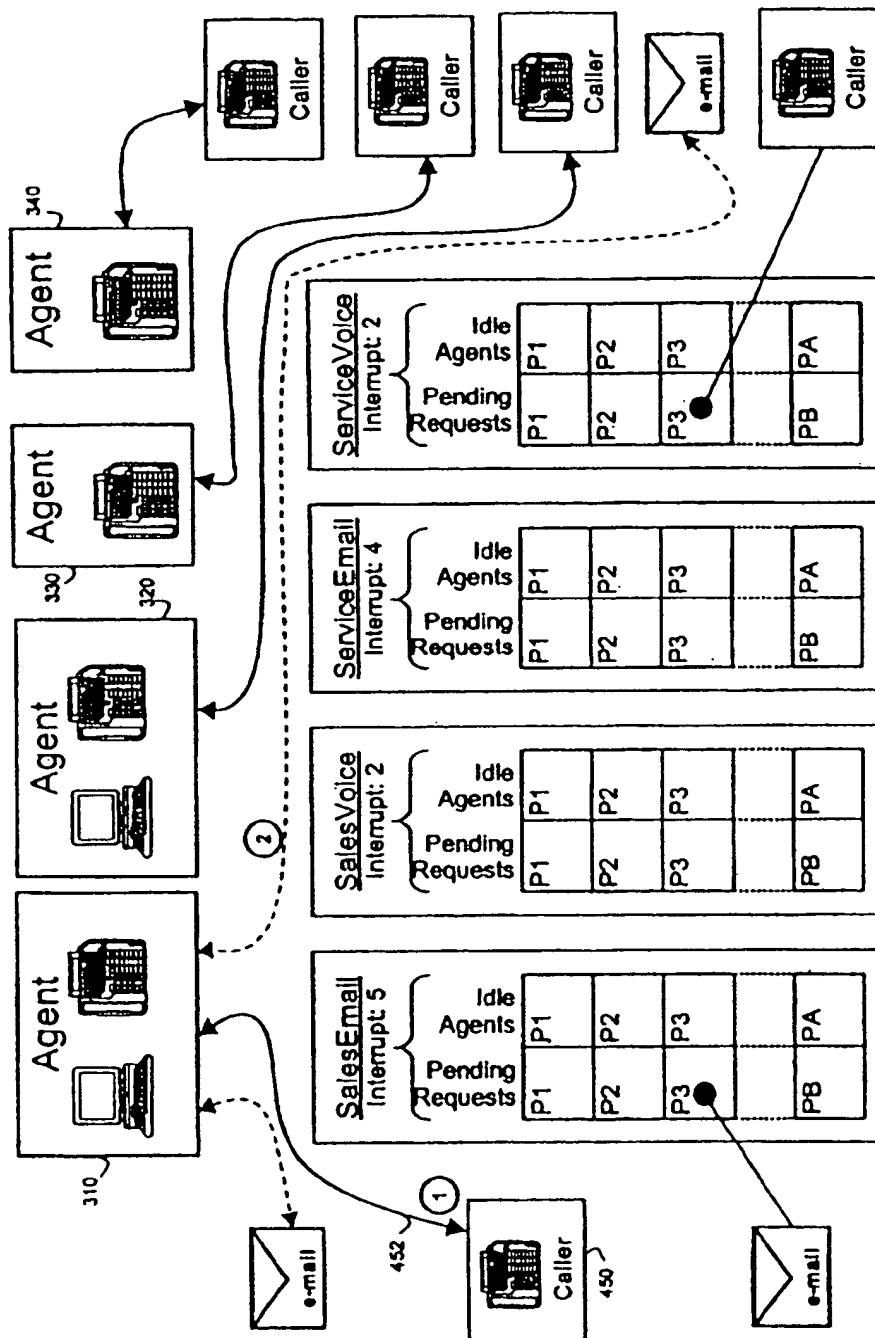 310
Agent
320
Agent
330
Agent
340
Agent
e-mail
452
1
2
Caller
450
Caller
Caller
Caller
e-mail
SalesEmail
Interrupt: 5
Pending Requests
Idle Agents
P1
P1
P2
P2
P3
P3
PB
PA
SalesVoice
Interrupt: 2
Pending Requests
Idle Agents
P1
P1
P2
P2
P3
P3
PB
PA
ServiceEmail
Interrupt: 4
Pending Requests
Idle Agents
P1
P1
P2
P2
P3
P3
PB
PA
ServiceVoice
Interrupt: 2
Pending Requests
Idle Agents
P1
P1
P2
P2
P3
P3
PB
PA
e-mail
Caller